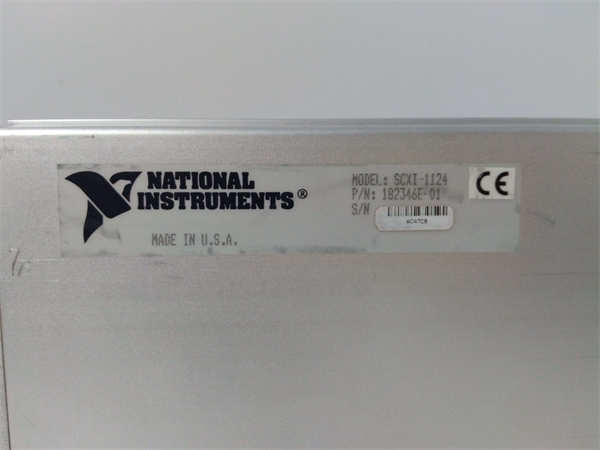 NATIONAL
INSTRUMENTS®
MADE IN U.S.A.
MODEL: SCXI-1124
P/N: 182346E-01
S/N
CE